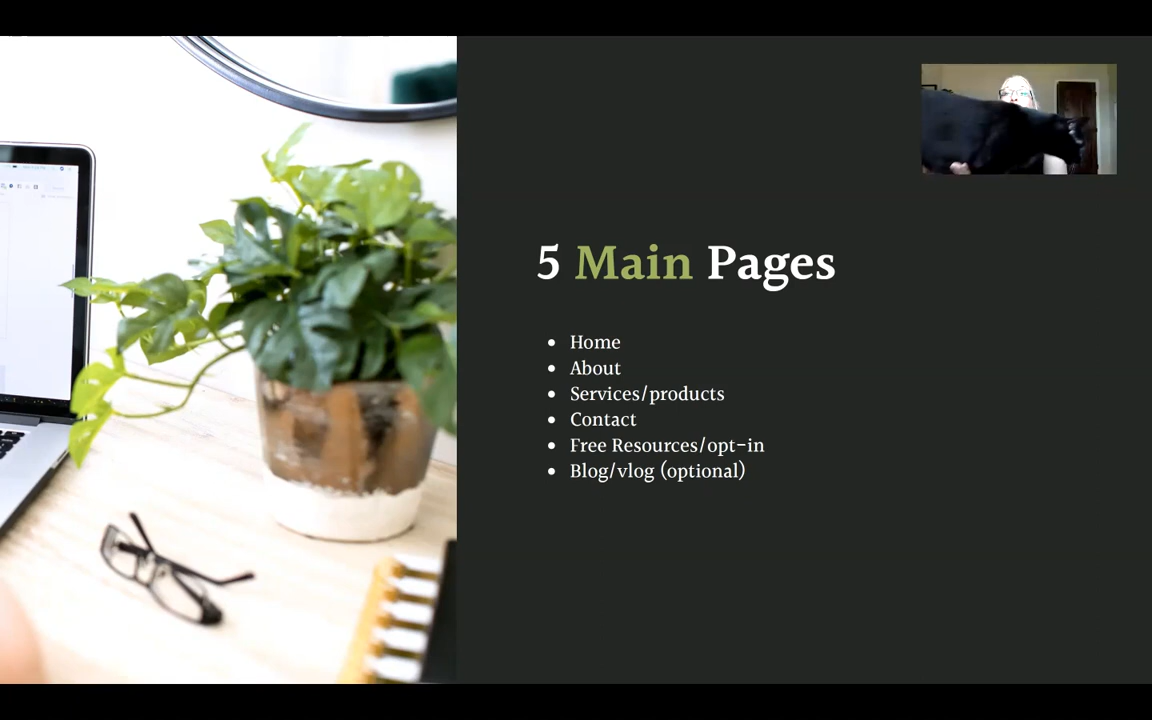 5 Main Pages
Home
About
Services/products
Contact
Free Resources/opt-in
Blog/vlog (optional)